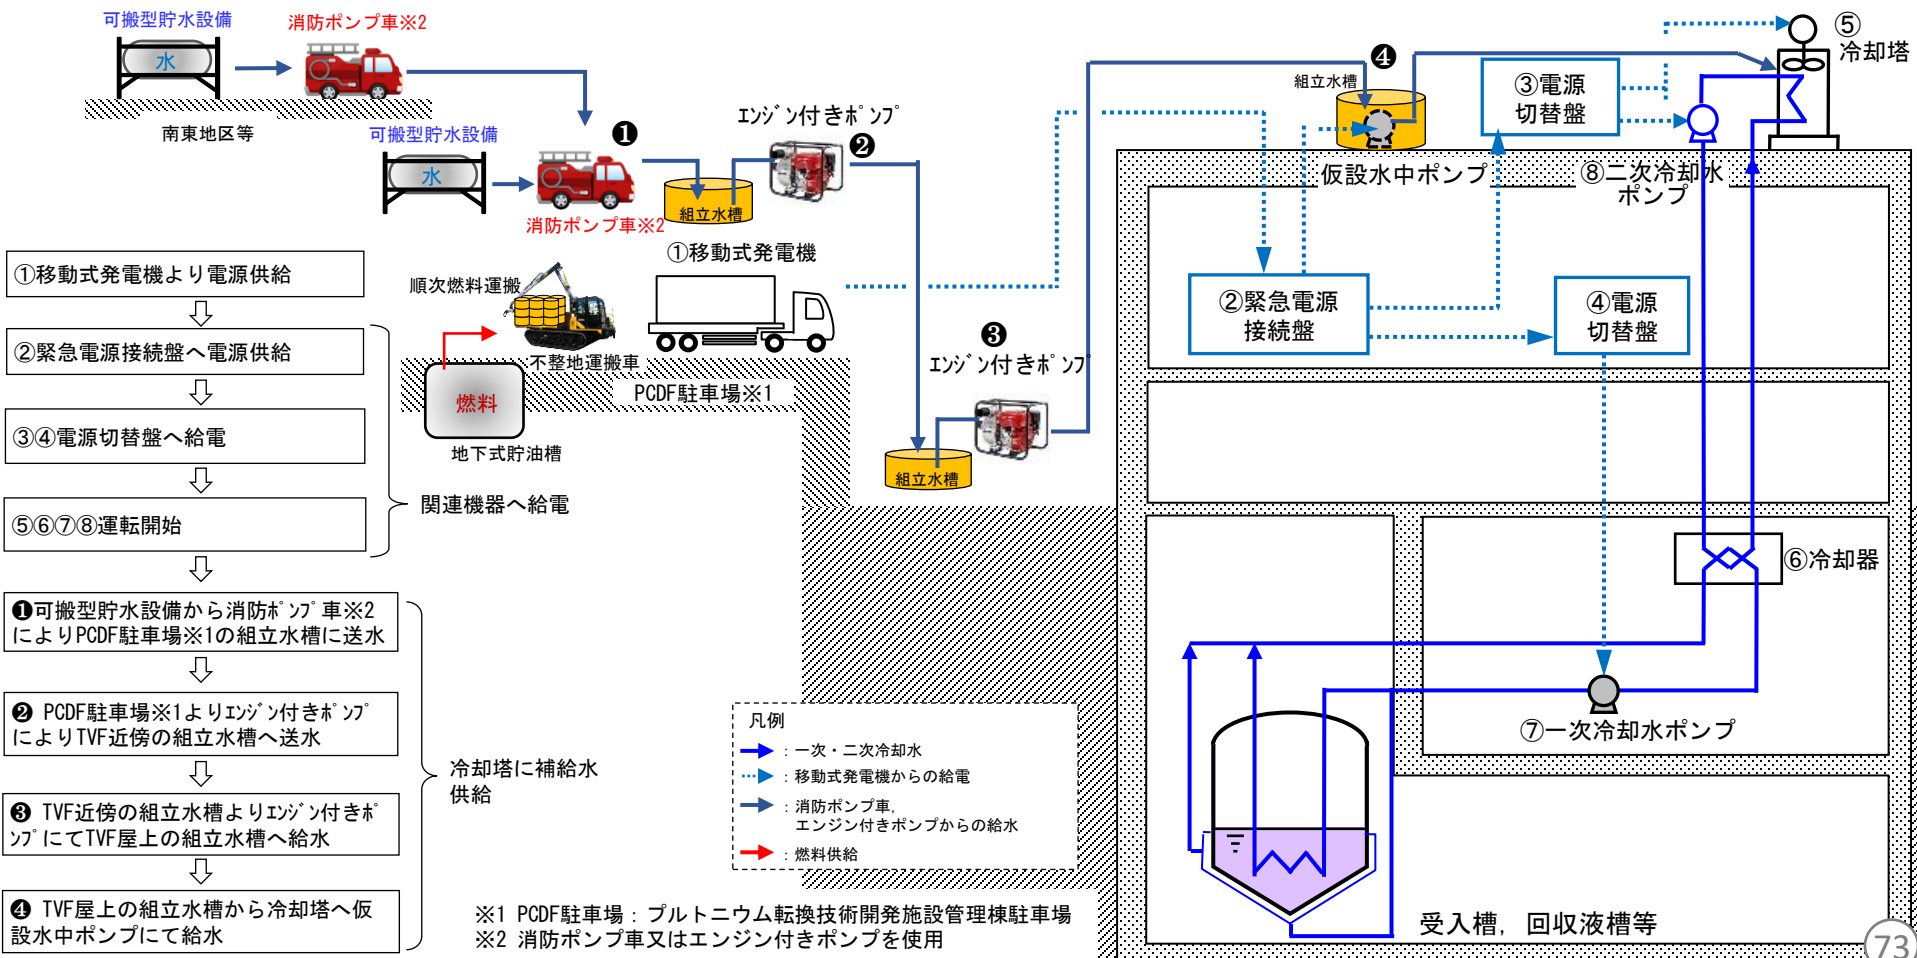 可搬型貯水設備
消防ポンプ車※2
水
南東地区等
可搬型貯水設備
水
消防ポンプ車※2
❶
組立水槽
エンジン付きポンプ
❷
①移動式発電機
順次燃料運搬
不整地運搬車
燃料
地下式貯油槽
PCDF駐車場※1
❸
エンジン付きポンプ
組立水槽
❹
組立水槽
仮設水中ポンプ
③電源
切替盤
⑤
冷却塔
⑧二次冷却水
ポンプ
②緊急電源
接続盤
④電源
切替盤
⑥冷却器
⑦一次冷却水ポンプ
受入槽，回収液槽等
①移動式発電機より電源供給
②緊急電源接続盤へ電源供給
③④電源切替盤へ給電
⑤⑥⑦⑧運転開始
関連機器へ給電
❶可搬型貯水設備から消防ポンプ車※2
によりPCDF駐車場※1の組立水槽に送水
❷ PCDF駐車場※1よりエンジン付きポンプ
によりTVF近傍の組立水槽へ送水
❸ TVF近傍の組立水槽よりエンジン付きポ
ンプにてTVF屋上の組立水槽へ給水
❹ TVF屋上の組立水槽から冷却塔へ仮
設水中ポンプにて給水
冷却塔に補給水
供給
凡例
：一次・二次冷却水
：移動式発電機からの給電
：消防ポンプ車，
エンジン付きポンプからの給水
：燃料供給
※1 PCDF駐車場：プルトニウム転換技術開発施設管理棟駐車場
※2 消防ポンプ車又はエンジン付きポンプを使用
73